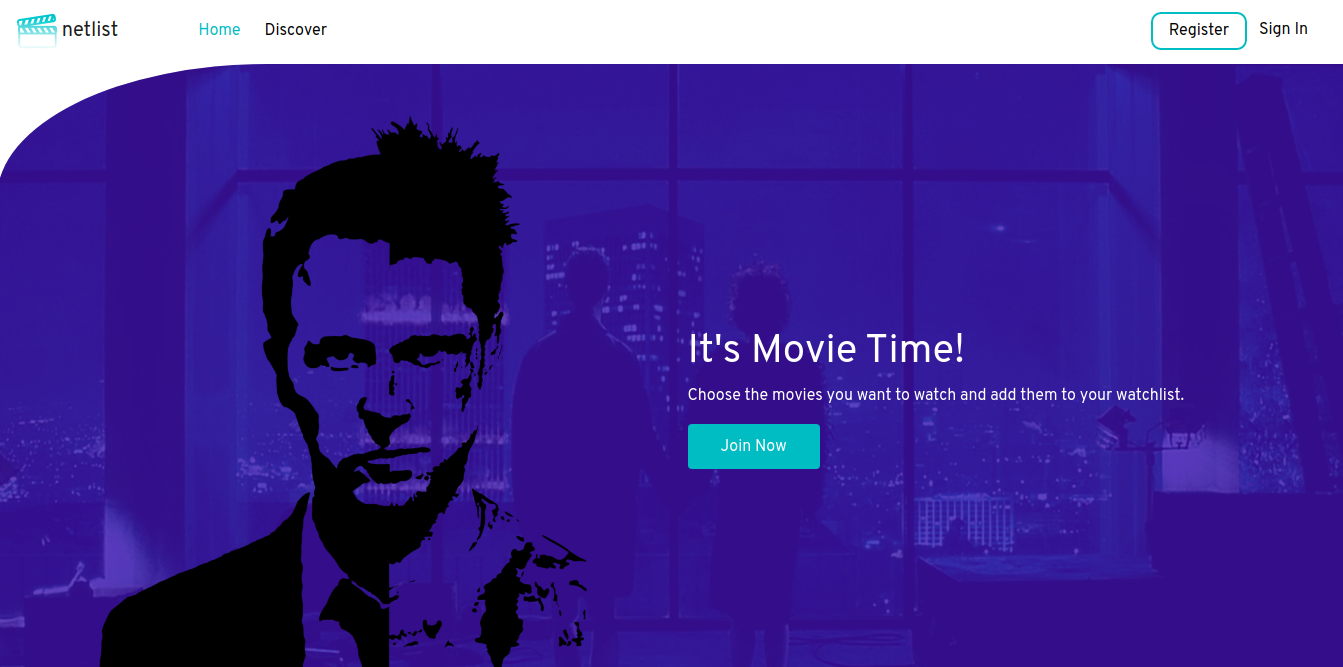 netlist
Home
Discover
Register
Sign In
It's Movie Time!
Choose the movies you want to watch and add them to your watchlist.
Join Now